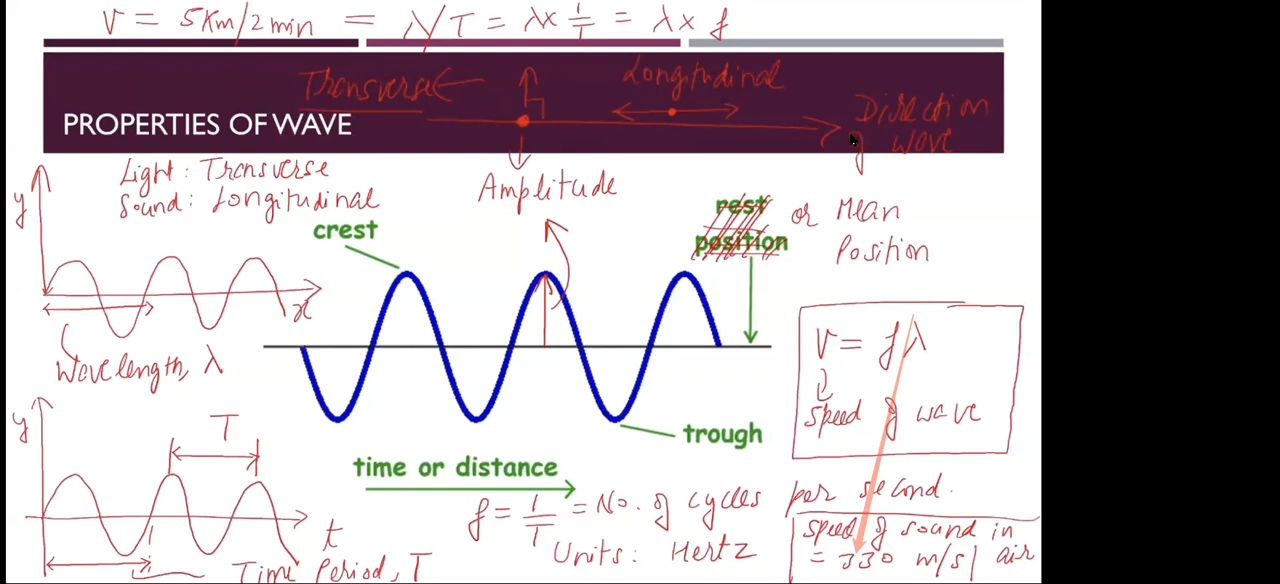 V = 5Km/2min = λ/T = λ x 1/T = λ x f
Transverse
Longitudinal
Direction
of wave
PROPERTIES OF WAVE
Light : Transverse
Sound : Longitudinal
Amplitude
y
x
Wavelength, λ
crest
rest
position
or Mean
Position
V = f λ
Speed of wave
y
T
t
Time Period, T
trough
time or distance
f = 1/T = No. of cycles per second.
Units : Hertz
Speed of sound in
= 330 m/s air